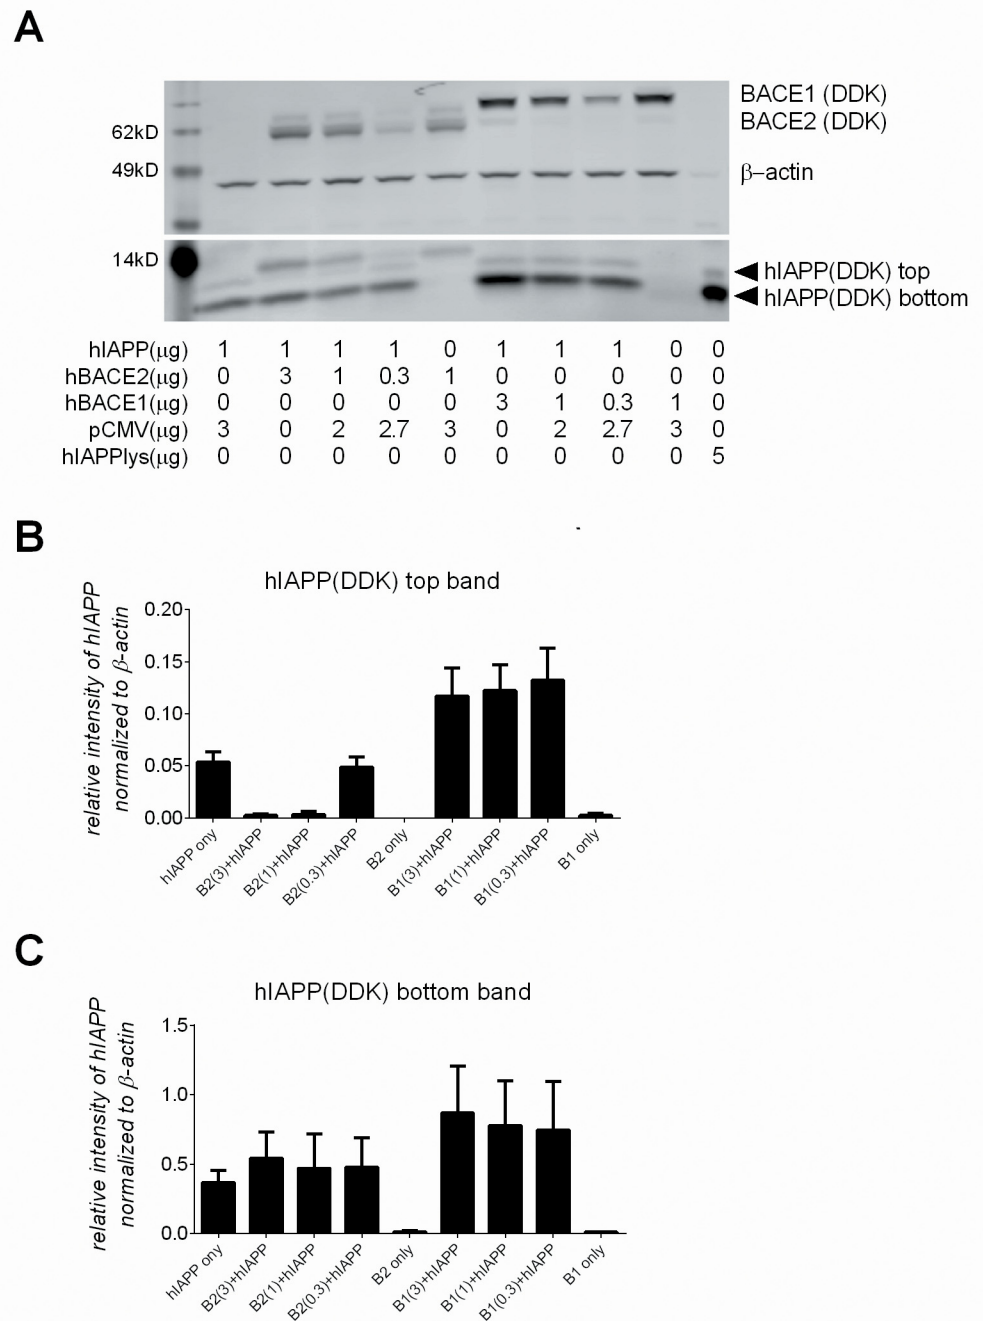 A
BACE1 (DDK)
BACE2 (DDK)
62kD
49kD
β–actin
14kD
hIAPP(DDK) top
hIAPP(DDK) bottom
hIAPP(μg) 1 1 1 1 0 1 1 1 0 0
hBACE2(μg) 0 3 1 0.3 1 0 0 0 0 0
hBACE1(μg) 0 0 0 0 0 3 1 0.3 1 0
pCMV(μg) 3 0 2 2.7 3 0 2 2.7 3 0
hIAPPlys(μg) 0 0 0 0 0 0 0 0 0 5
B
hIAPP(DDK) top band
relative intensity of hIAPP
normalized to β-actin
0.20
0.15
0.10
0.05
0.00
hIAPP ony
B2(3)+hIAPP
B2(1)+hIAPP
B2(0.3)+hIAPP
B2 only
B1(3)+hIAPP
B1(1)+hIAPP
B1(0.3)+hIAPP
B1 only
C
hIAPP(DDK) bottom band
relative intensity of hIAPP
normalized to β-actin
1.5
1.0
0.5
0.0
hIAPP ony
B2(3)+hIAPP
B2(1)+hIAPP
B2(0.3)+hIAPP
B2 only
B1(3)+hIAPP
B1(1)+hIAPP
B1(0.3)+hIAPP
B1 only